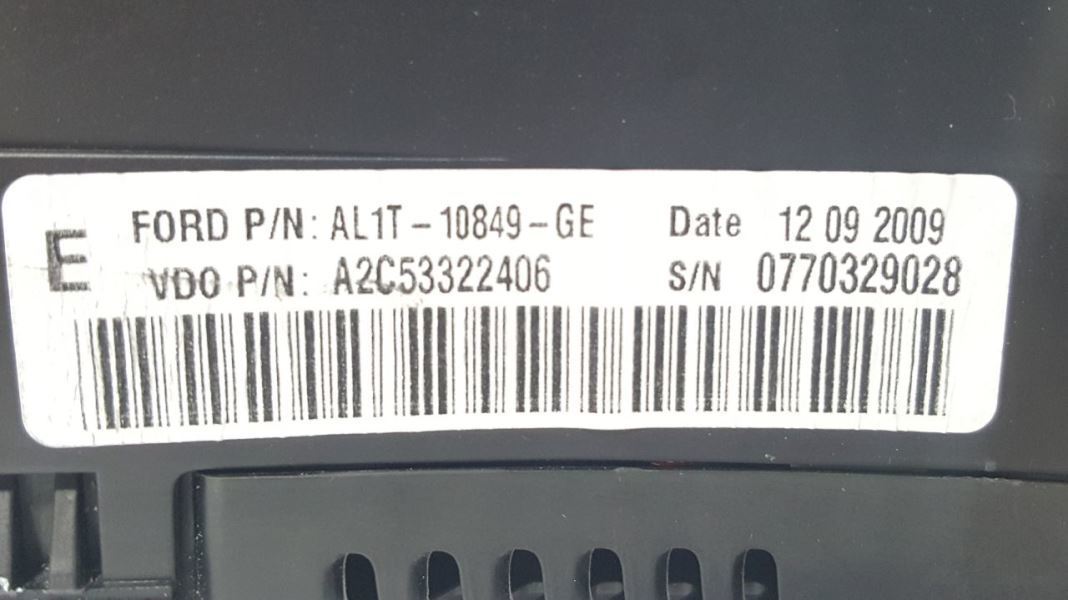 E
FORD P/N: AL1T-10849-GE Date 12 09 2009
VDO P/N: A2C53322406 S/N 0770329028